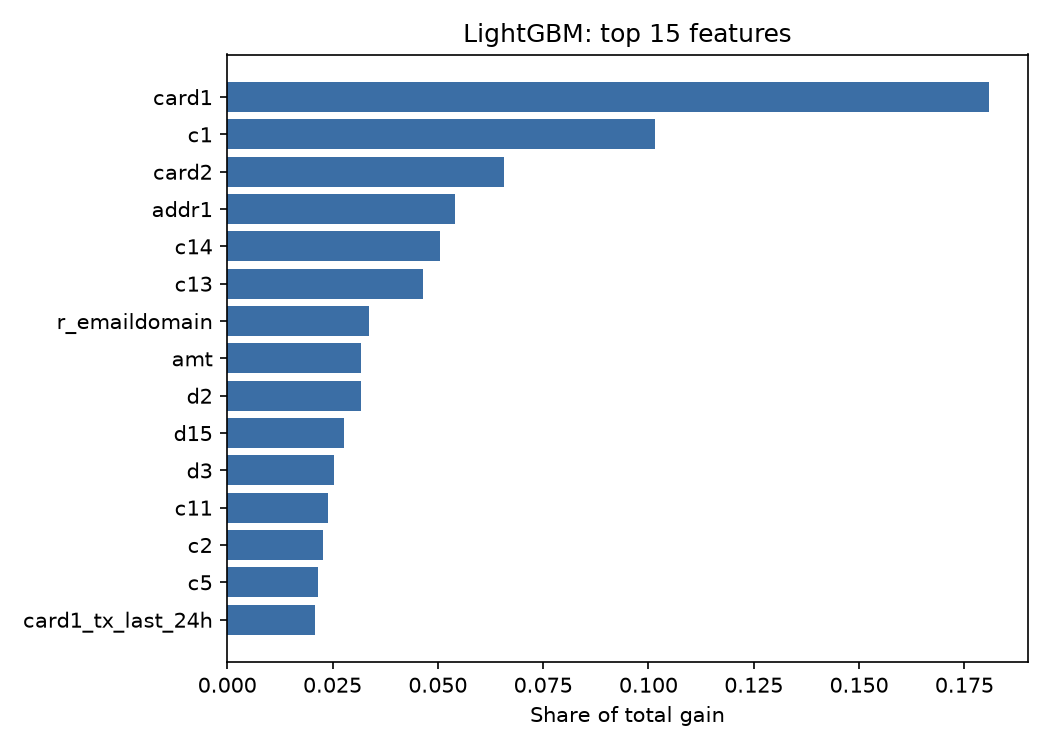 LightGBM: top 15 features
card1
c1
card2
addr1
c14
c13
r_emaildomain
amt
d2
d15
d3
c11
c2
c5
card1_tx_last_24h
0.000 0.025 0.050 0.075 0.100 0.125 0.150 0.175
Share of total gain